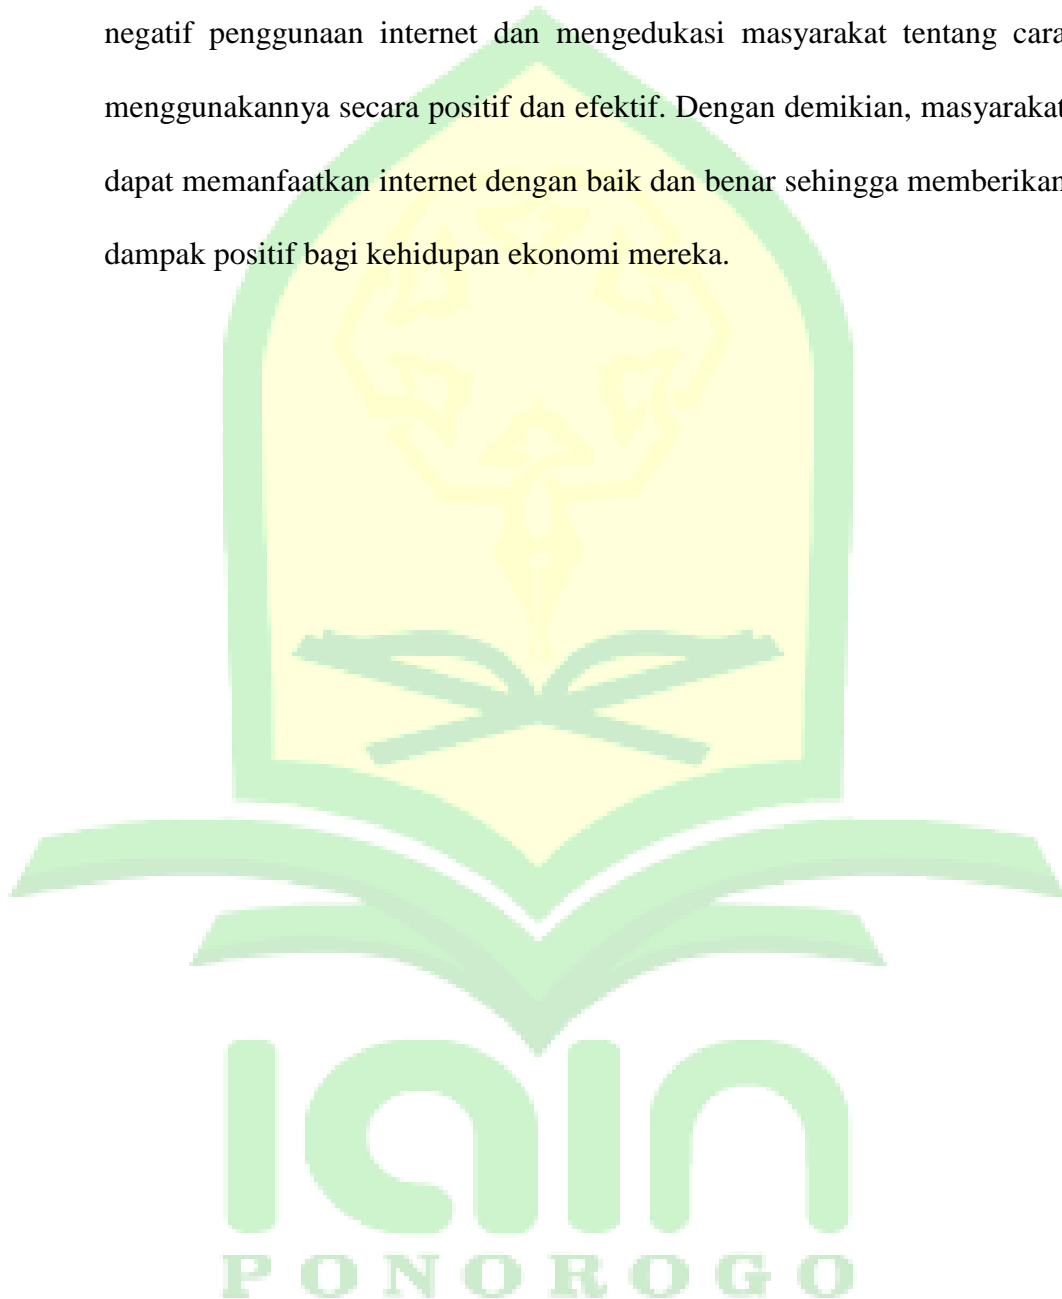 negatif penggunaan internet dan mengedukasi masyarakat tentang cara
menggunakannya secara positif dan efektif. Dengan demikian, masyarakat
dapat memanfaatkan internet dengan baik dan benar sehingga memberikan
dampak positif bagi kehidupan ekonomi mereka.
iain
PONOROGO